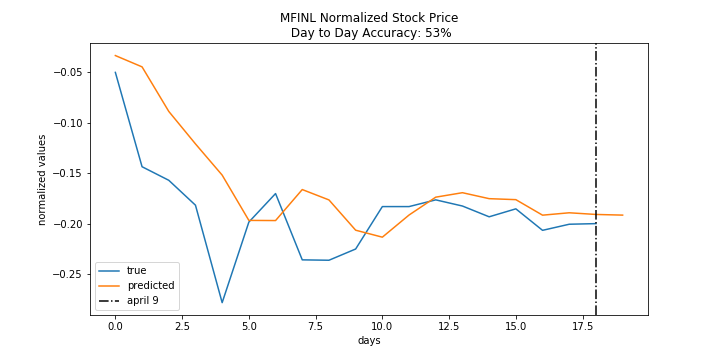 MFINL Normalized Stock Price
Day to Day Accuracy: 53%
normalized values
−0.05
−0.10
−0.15
−0.20
−0.25
true
predicted
april 9
0.0 2.5 5.0 7.5 10.0 12.5 15.0 17.5
days